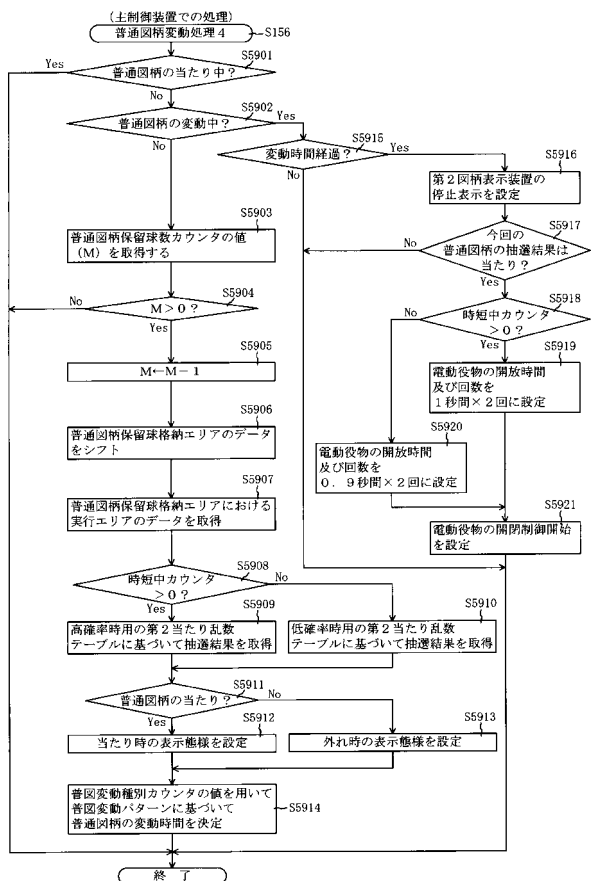 (主制御装置での処理)
普通図柄変動処理4
S156
S5901
Yes
普通図柄の当たり中?
No
S5902
普通図柄の変動中?
Yes
No
S5915
変動時間経過?
Yes
No
S5916
第2図柄表示装置の
停止表示を設定
S5917
今回の
普通図柄の抽選結果は
当たり?
No
Yes
S5903
普通図柄保留球数カウンタの値
(M)を取得する
S5904
No
M>0?
Yes
S5918
時短中カウンタ
>0?
No
Yes
S5905
M←M-1
S5919
電動役物の開放時間
及び回数を
1秒間×2回に設定
S5906
普通図柄保留球格納エリアのデータ
をシフト
S5920
電動役物の開放時間
及び回数を
0.9秒間×2回に設定
S5907
普通図柄保留球格納エリアにおける
実行エリアのデータを取得
S5921
電動役物の開閉制御開始
を設定
S5908
時短中カウンタ
>0?
No
Yes
S5909
高確率時用の第2当たり乱数
テーブルに基づいて抽選結果を取得
S5910
低確率時用の第2当たり乱数
テーブルに基づいて抽選結果を取得
S5911
普通図柄の当たり?
No
Yes
S5912
当たり時の表示態様を設定
S5913
外れ時の表示態様を設定
普図変動種別カウンタの値を用いて
普図変動パターンに基づいて
普通図柄の変動時間を決定
S5914
終了